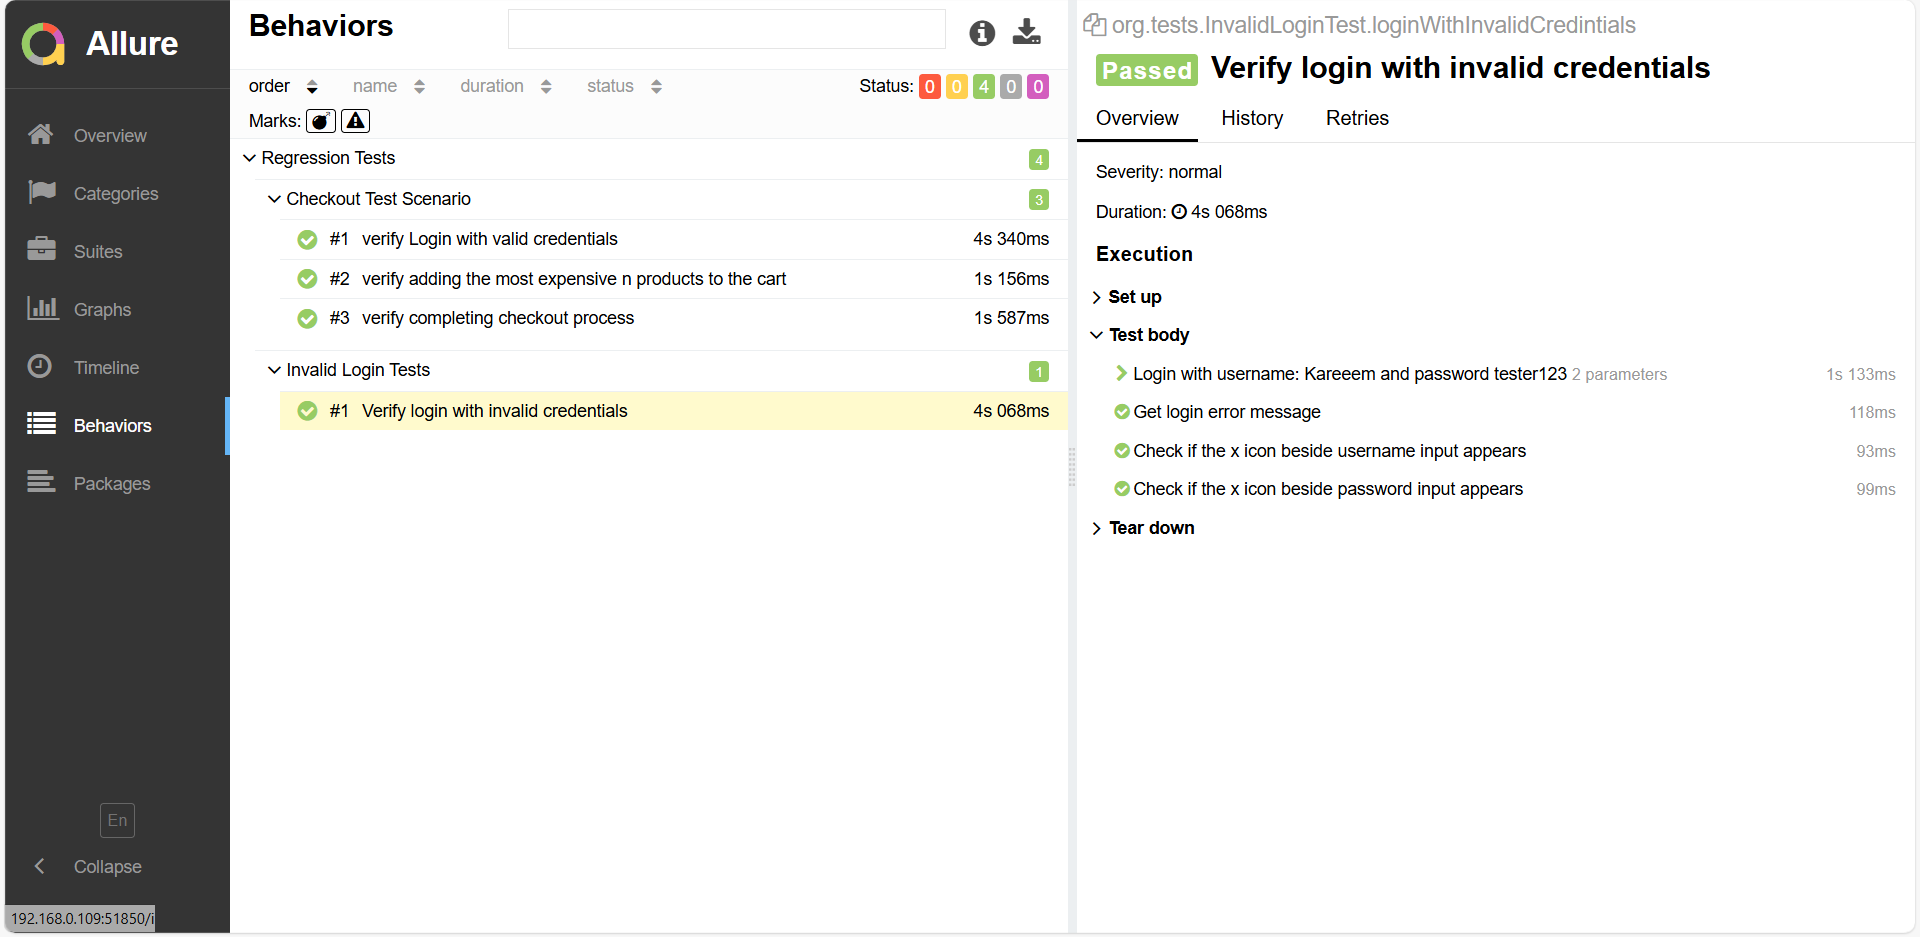 Allure
Overview
Categories
Suites
Graphs
Timeline
Behaviors
Packages
En
Collapse
192.168.0.109:51850/i
Behaviors
order name duration status Status: 0 0 4 0 0
Marks:
Regression Tests 4
Checkout Test Scenario 3
#1 verify Login with valid credentials 4s 340ms
#2 verify adding the most expensive n products to the cart 1s 156ms
#3 verify completing checkout process 1s 587ms
Invalid Login Tests 1
#1 Verify login with invalid credentials 4s 068ms
org.tests.InvalidLoginTest.loginWithInvalidCredintials
Passed Verify login with invalid credentials
Overview History Retries
Severity: normal
Duration: 4s 068ms
Execution
Set up
Test body
Login with username: Kareeem and password tester123 2 parameters 1s 133ms
Get login error message 118ms
Check if the x icon beside username input appears 93ms
Check if the x icon beside password input appears 99ms
Tear down